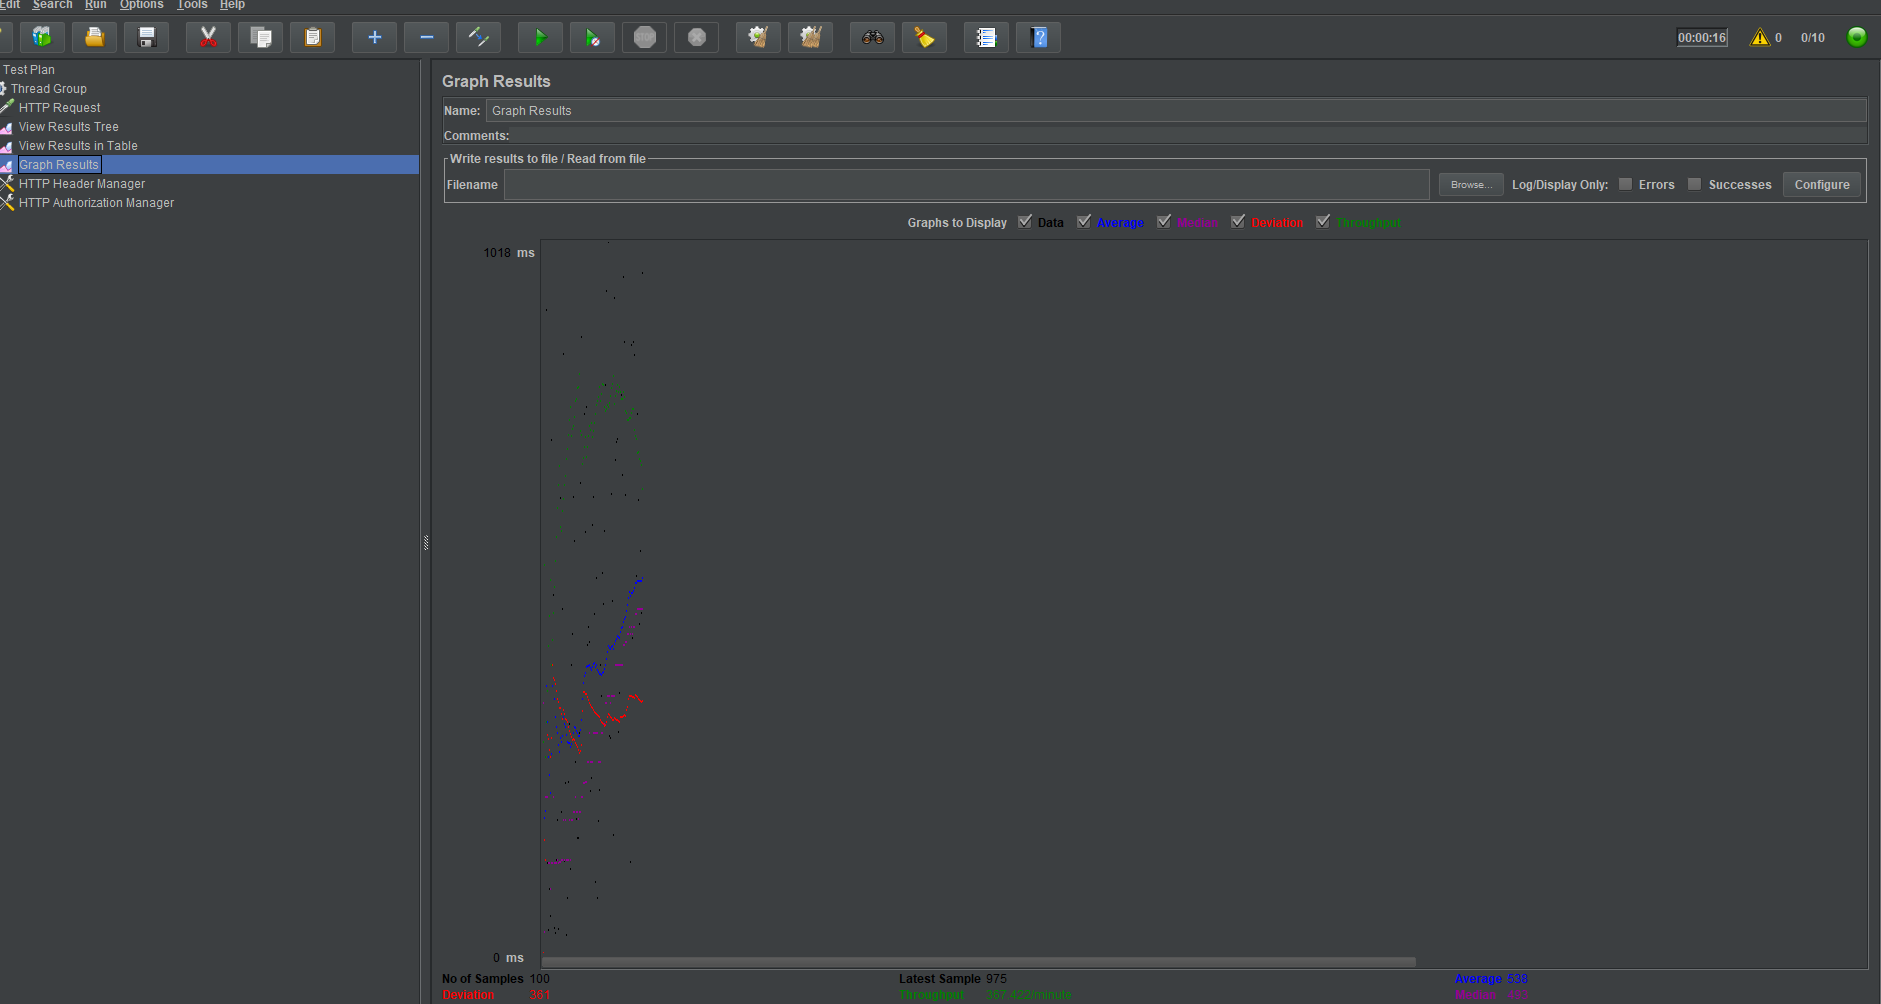 Edit Search Run Options Tools Help
STOP
00:00:16 0 0/10
Test Plan
Thread Group
HTTP Request
View Results Tree
View Results in Table
Graph Results
HTTP Header Manager
HTTP Authorization Manager
Graph Results
Name: Graph Results
Comments:
Write results to file / Read from file
Filename Browse... Log/Display Only: Errors Successes Configure
Graphs to Display Data Average Median Deviation Throughput
1018 ms
0 ms
No of Samples 100 Latest Sample 975 Average 538
Deviation 361 Throughput 367.422/minute Median